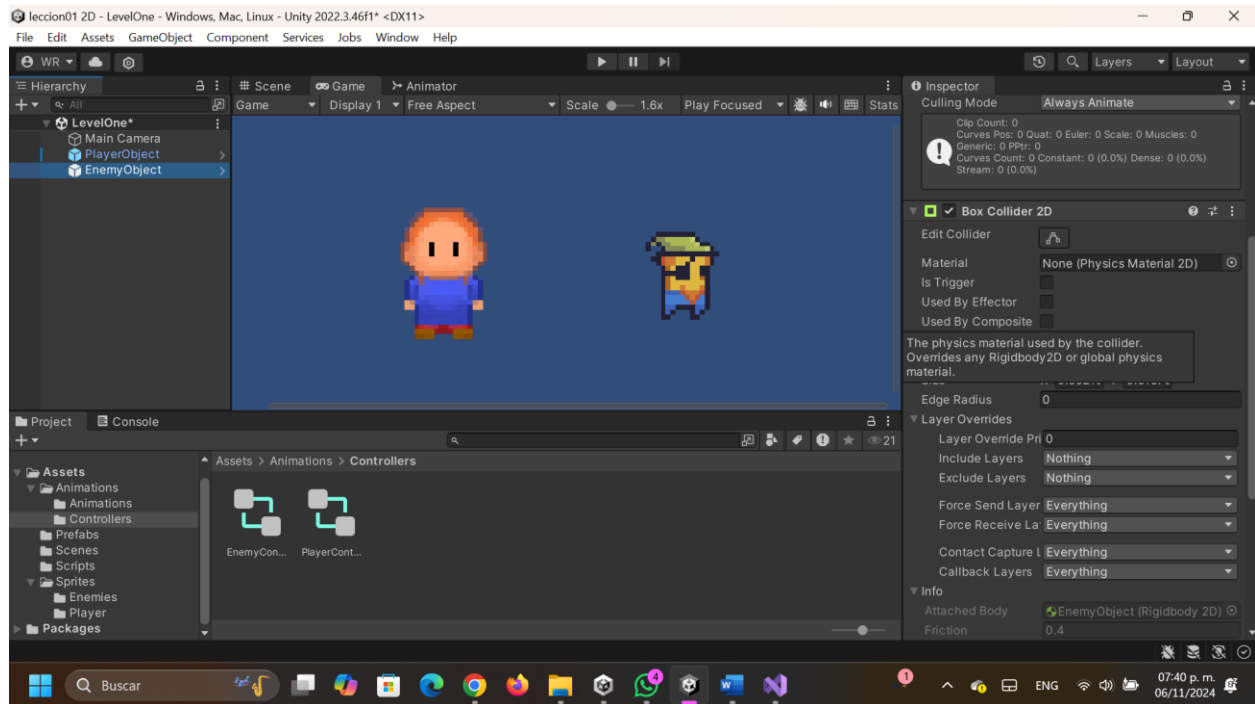 leccion01 2D - LevelOne - Windows, Mac, Linux - Unity 2022.3.46f1* <DX11>
File Edit Assets GameObject Component Services Jobs Window Help
WR Layers Layout
Hierarchy
All
LevelOne*
Main Camera
PlayerObject
EnemyObject
Scene Game Animator
Game Display 1 Free Aspect Scale 1.6x Play Focused Stats
Inspector
Culling Mode Always Animate
Clip Count: 0
Curves Pos: 0 Quat: 0 Euler: 0 Scale: 0 Muscles: 0
Generic: 0 PPtr: 0
Curves Count: 0 Constant: 0 (0.0%) Dense: 0 (0.0%)
Stream: 0 (0.0%)
Box Collider 2D
Edit Collider
Material None (Physics Material 2D)
Is Trigger
Used By Effector
Used By Composite
The physics material used by the collider.
Overrides any Rigidbody2D or global physics
material.
Edge Radius 0
Layer Overrides
Layer Override Pri 0
Include Layers Nothing
Exclude Layers Nothing
Force Send Layer Everything
Force Receive La Everything
Contact Capture L Everything
Callback Layers Everything
Info
Attached Body EnemyObject (Rigidbody 2D)
Friction 0.4
Project Console
21
Assets
Animations
Animations
Controllers
Prefabs
Scenes
Scripts
Sprites
Enemies
Player
Packages
Assets > Animations > Controllers
EnemyCon... PlayerCont...
Buscar
4
1
ENG
07:40 p. m.
06/11/2024